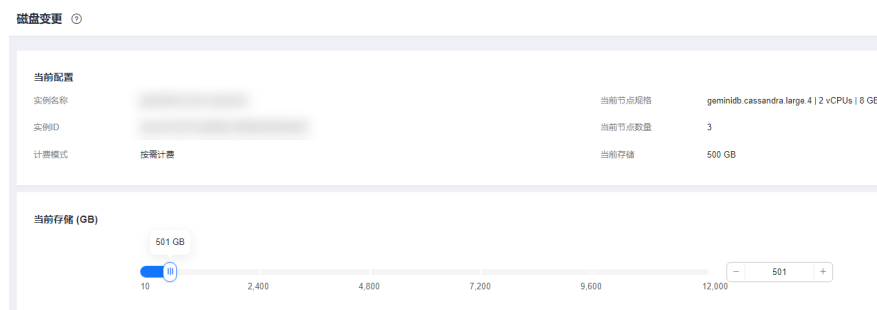 磁盘变更
当前配置
实例名称
当前节点规格 geminidb.cassandra.large.4 | 2 vCPUs | 8 GB
实例ID
当前节点数量 3
计费模式 按需计费
当前存储 500 GB
当前存储 (GB)
501 GB
10 2,400 4,800 7,200 9,600 12,000
− 501 +